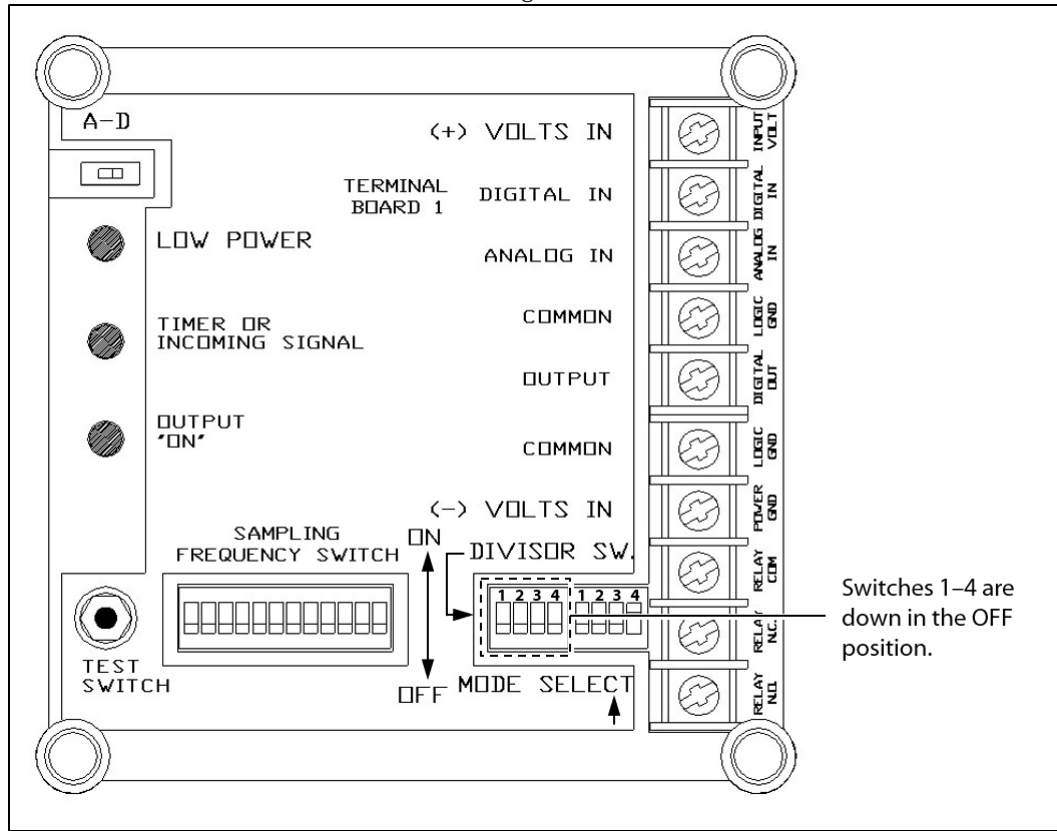 A-D
(+) VOLTS IN
TERMINAL
BOARD 1
DIGITAL IN
LOW POWER
ANALOG IN
TIMER OR
INCOMING SIGNAL
COMMON
OUTPUT
OUTPUT
"ON"
COMMON
(-) VOLTS IN
SAMPLING
FREQUENCY SWITCH
ON
DIVISOR SW.
1 2 3 4
1 2 3 4
TEST
SWITCH
OFF
MODE SELECT
INPUT
VOLT
DIGITAL
IN
ANALOG
IN
LOGIC
GND
DIGITAL
OUT
LOGIC
GND
POWER
GND
RELAY
COM
RELAY
N.C.
RELAY
N.O.
Switches 1–4 are
down in the OFF
position.